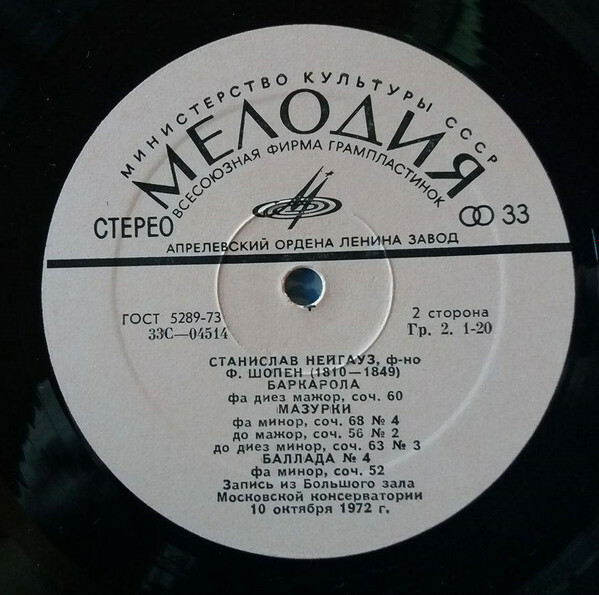 МИНИСТЕРСТВО КУЛЬТУРЫ СССР
МЕЛОДИЯ
ВСЕСОЮЗНАЯ ФИРМА ГРАМПЛАСТИНОК
СТЕРЕО
33
АПРЕЛЕВСКИЙ ОРДЕНА ЛЕНИНА ЗАВОД
ГОСТ 5289-73
33С—04514
2 сторона
Гр. 2. 1-20
СТАНИСЛАВ НЕЙГАУЗ, ф-но
Ф. ШОПЕН (1810—1849)
БАРКАРОЛА
фа диез мажор, соч. 60
МАЗУРКИ
фа минор, соч. 68 № 4
до мажор, соч. 56 № 2
до диез минор, соч. 63 № 3
БАЛЛАДА № 4
фа минор, соч. 52
Запись из Большого зала
Московской консерватории
10 октября 1972 г.